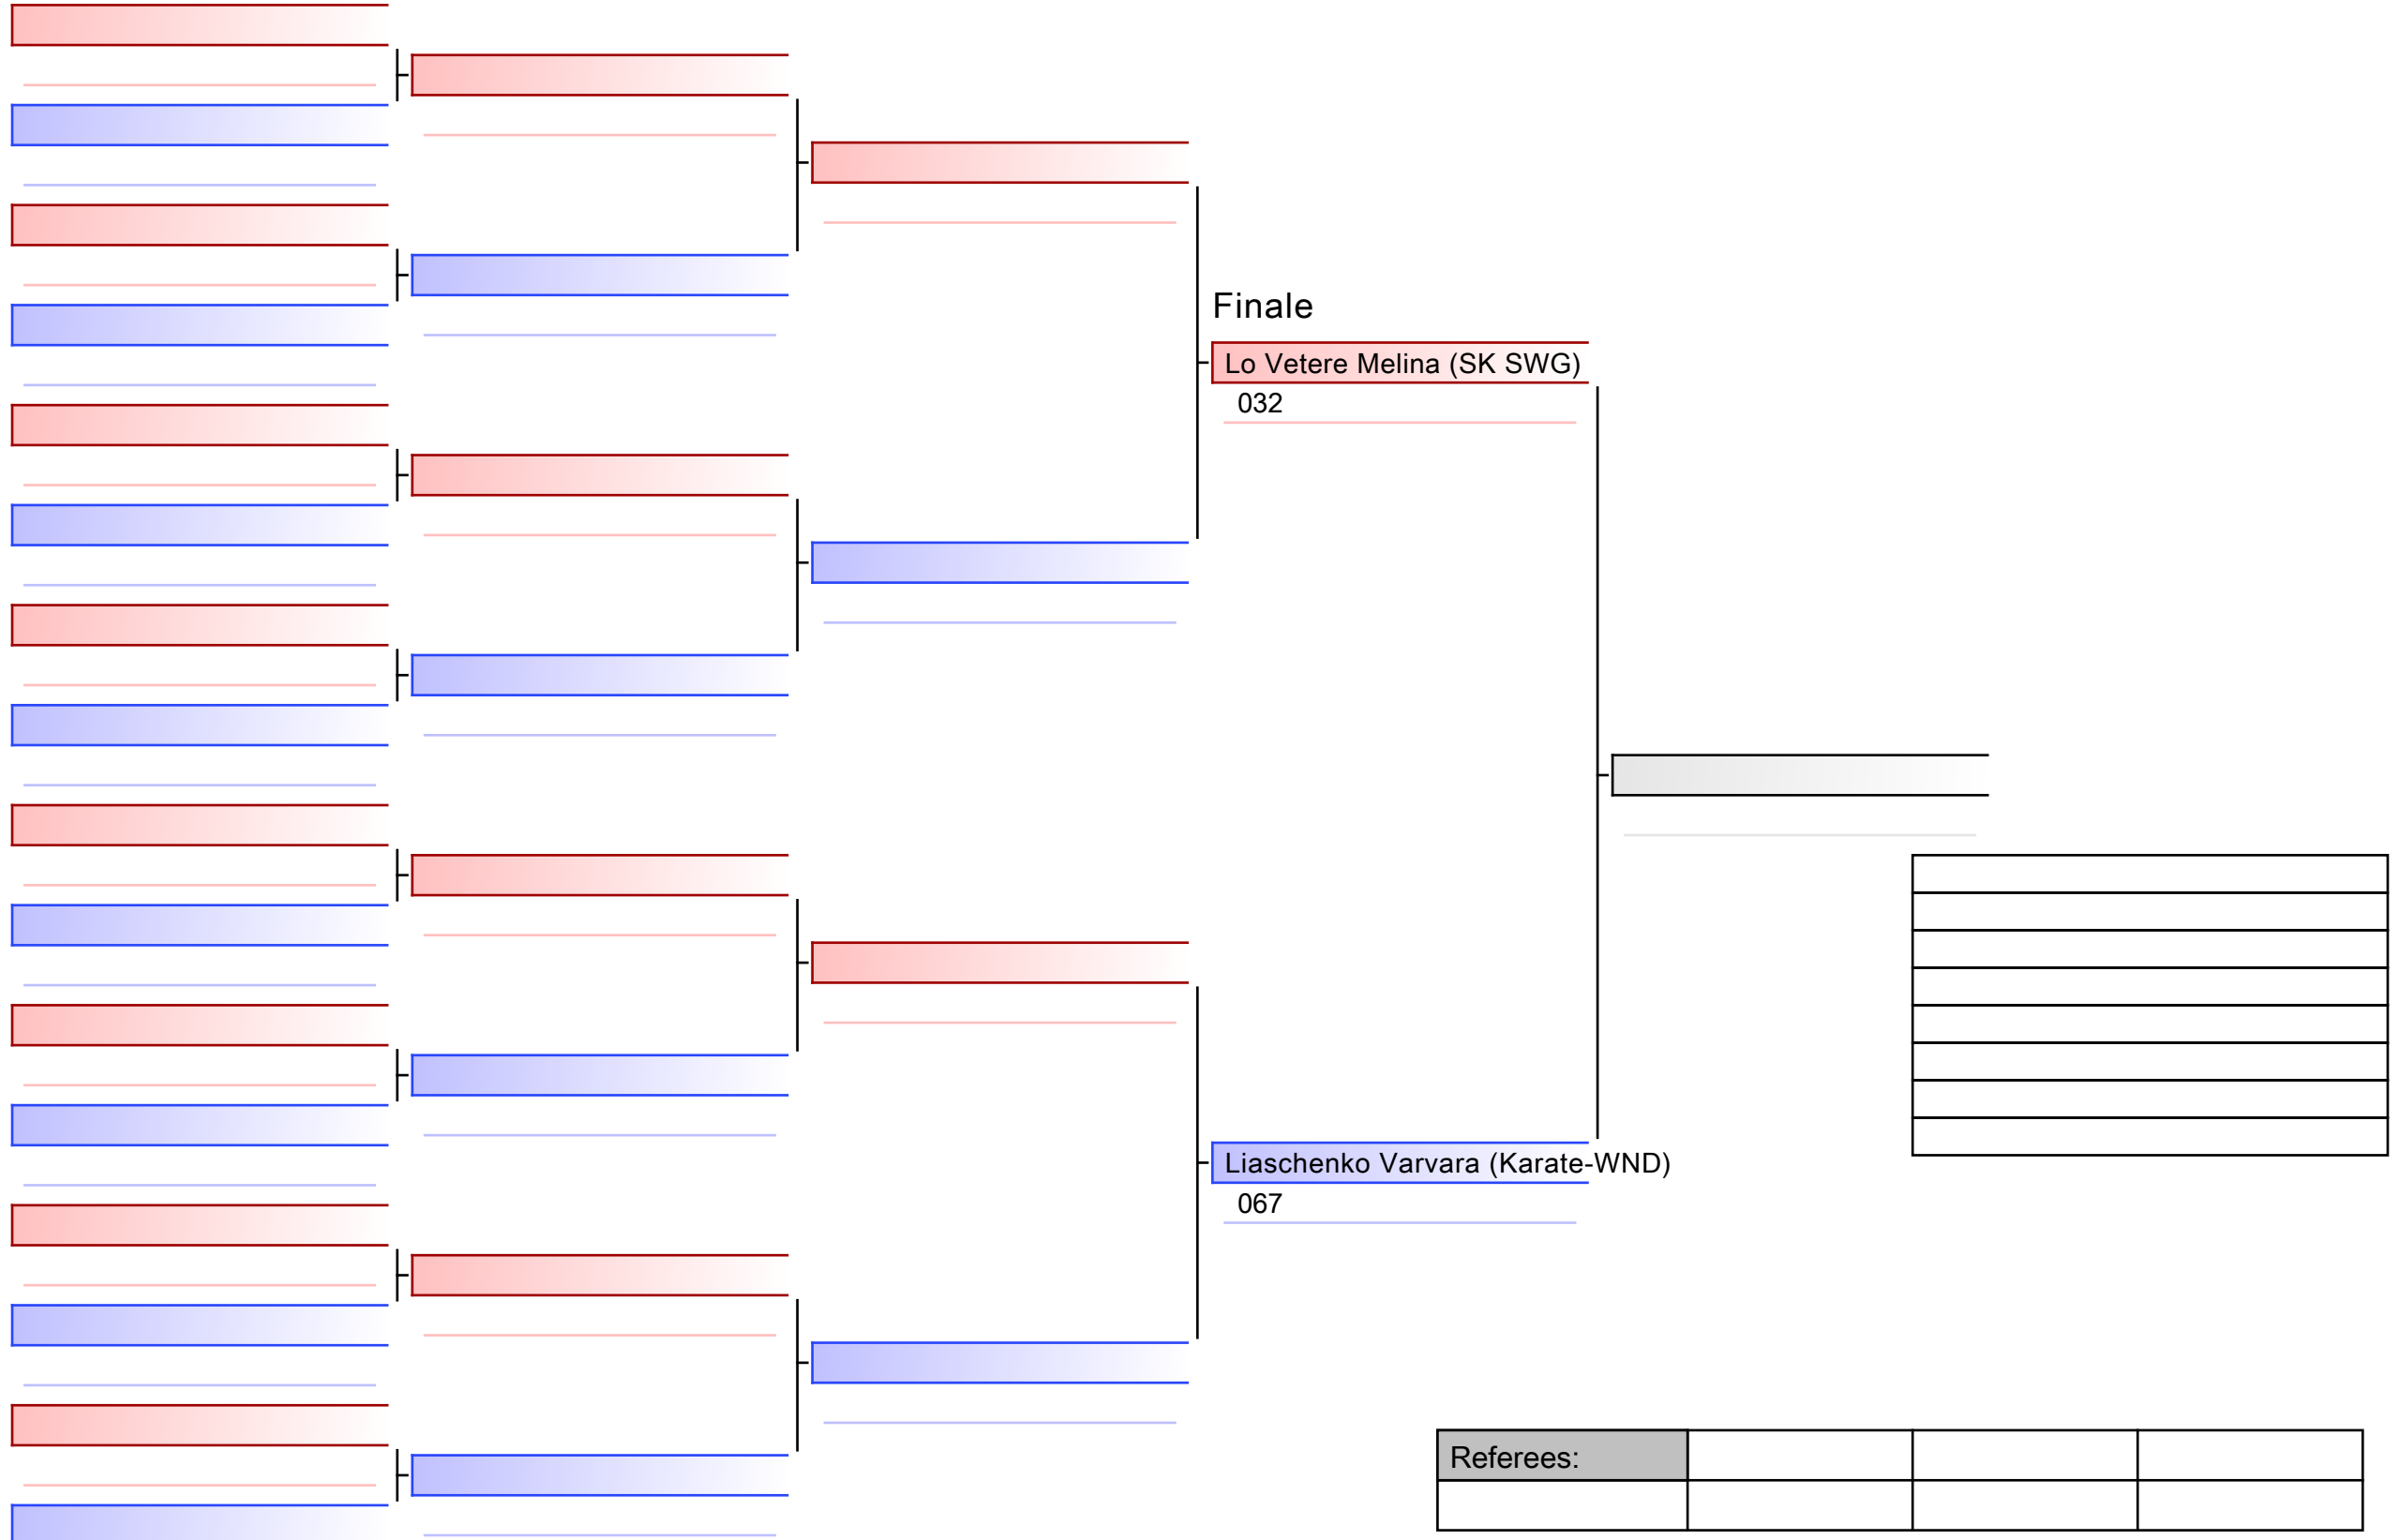 Finale
Lo Vetere Melina (SK SWG)
032
Liaschenko Varvara (Karate-WND)
067
Referees: